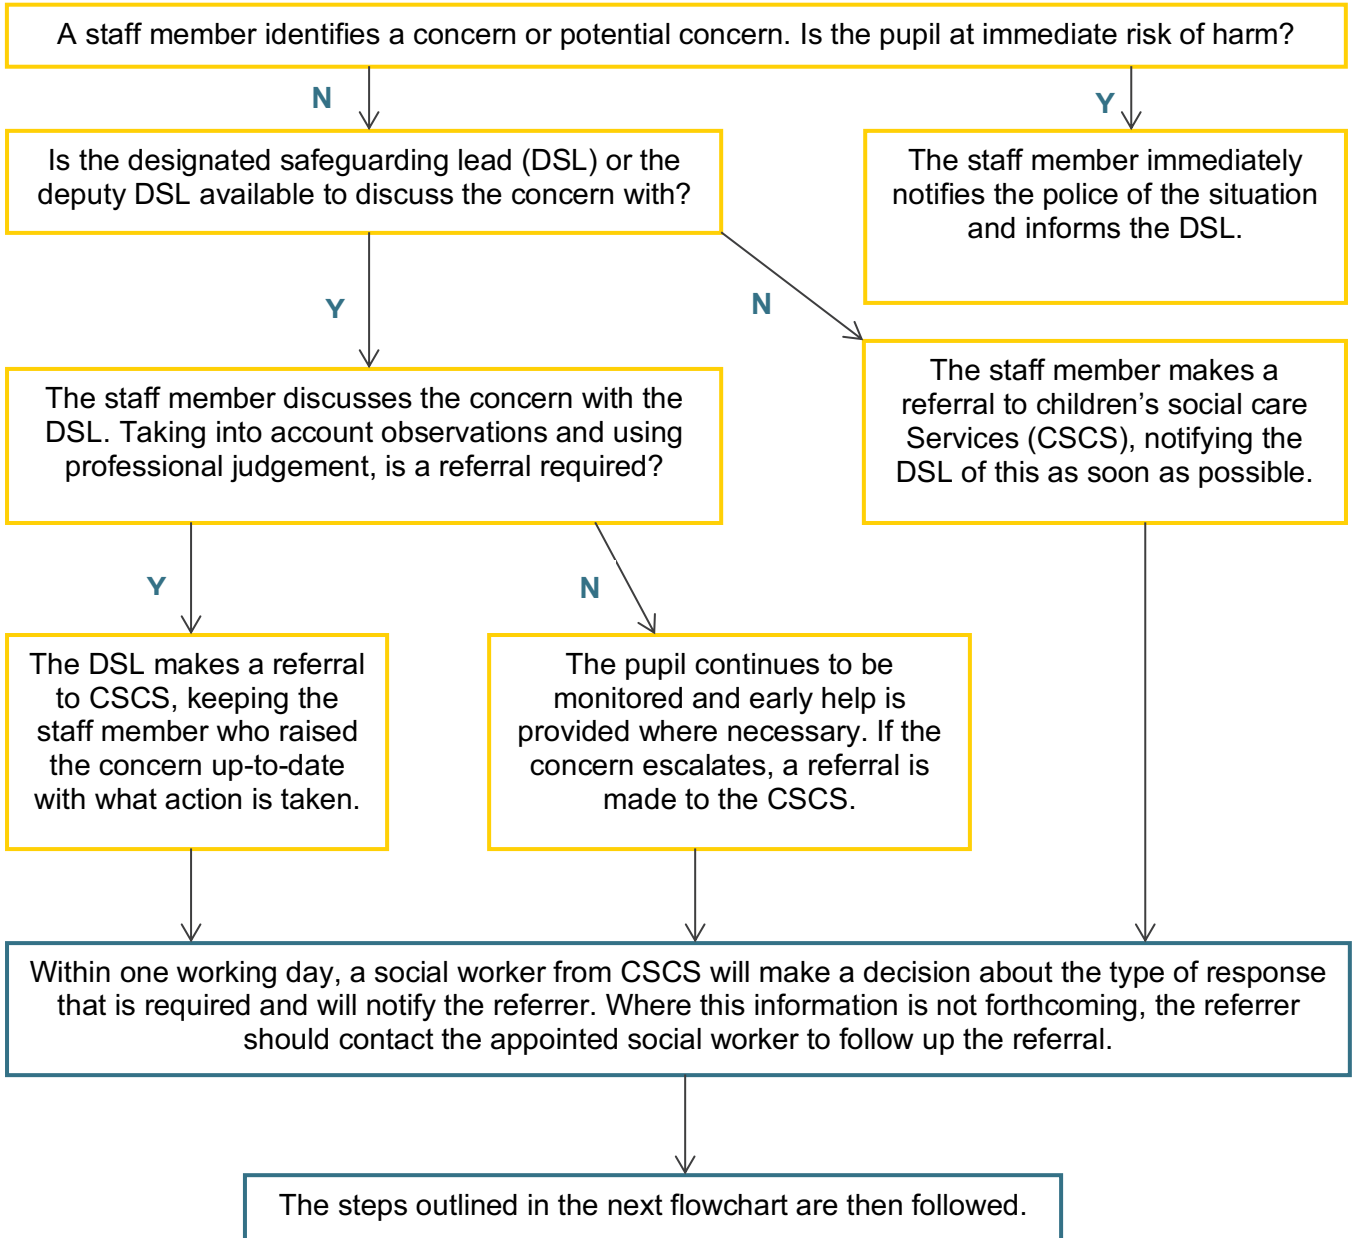 A staff member identifies a concern or potential concern. Is the pupil at immediate risk of harm?
N
Y
Is the designated safeguarding lead (DSL) or the
deputy DSL available to discuss the concern with?
The staff member immediately
notifies the police of the situation
and informs the DSL.
Y
N
The staff member discusses the concern with the
DSL. Taking into account observations and using
professional judgement, is a referral required?
The staff member makes a
referral to children’s social care
Services (CSCS), notifying the
DSL of this as soon as possible.
Y
N
The DSL makes a referral
to CSCS, keeping the
staff member who raised
the concern up-to-date
with what action is taken.
The pupil continues to be
monitored and early help is
provided where necessary. If the
concern escalates, a referral is
made to the CSCS.
Within one working day, a social worker from CSCS will make a decision about the type of response
that is required and will notify the referrer. Where this information is not forthcoming, the referrer
should contact the appointed social worker to follow up the referral.
The steps outlined in the next flowchart are then followed.